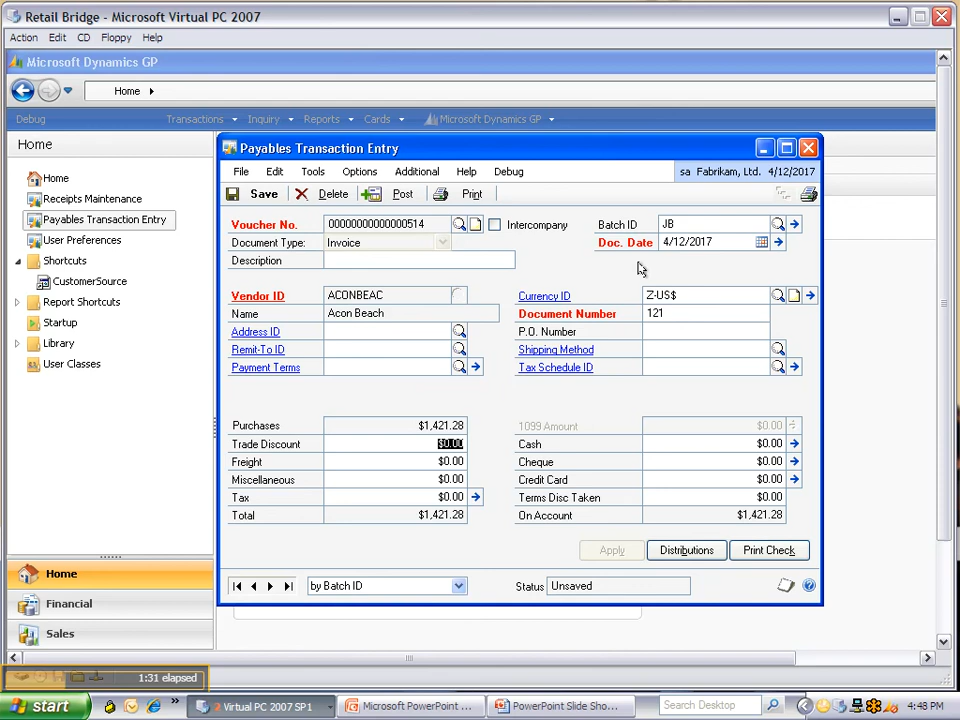 Retail Bridge - Microsoft Virtual PC 2007
Action Edit CD Floppy Help
Microsoft Dynamics GP
Home
Debug Transactions Inquiry Reports Cards Microsoft Dynamics GP
Home
Home
Receipts Maintenance
Payables Transaction Entry
User Preferences
Shortcuts
CustomerSource
Report Shortcuts
Startup
Library
User Classes
Home
Financial
Sales
Payables Transaction Entry
File Edit Tools Options Additional Help Debug
sa Fabrikam, Ltd. 4/12/2017
Save Delete Post Print
Voucher No. 00000000000000514 Intercompany Batch ID JB
Document Type: Invoice Doc. Date 4/12/2017
Description
Vendor ID ACONBEAC Currency ID Z-US$
Name Acon Beach Document Number 121
Address ID P.O. Number
Remit-To ID Shipping Method
Payment Terms Tax Schedule ID
Purchases $1,421.28 1099 Amount $0.00
Trade Discount $0.00 Cash $0.00
Freight $0.00 Cheque $0.00
Miscellaneous $0.00 Credit Card $0.00
Tax $0.00 Terms Disc Taken $0.00
Total $1,421.28 On Account $1,421.28
Apply Distributions Print Check
by Batch ID Status Unsaved
1:31 elapsed
start 2 Virtual PC 2007 SP1 Microsoft PowerPoint ... PowerPoint Slide Sho... Search Desktop 4:48 PM